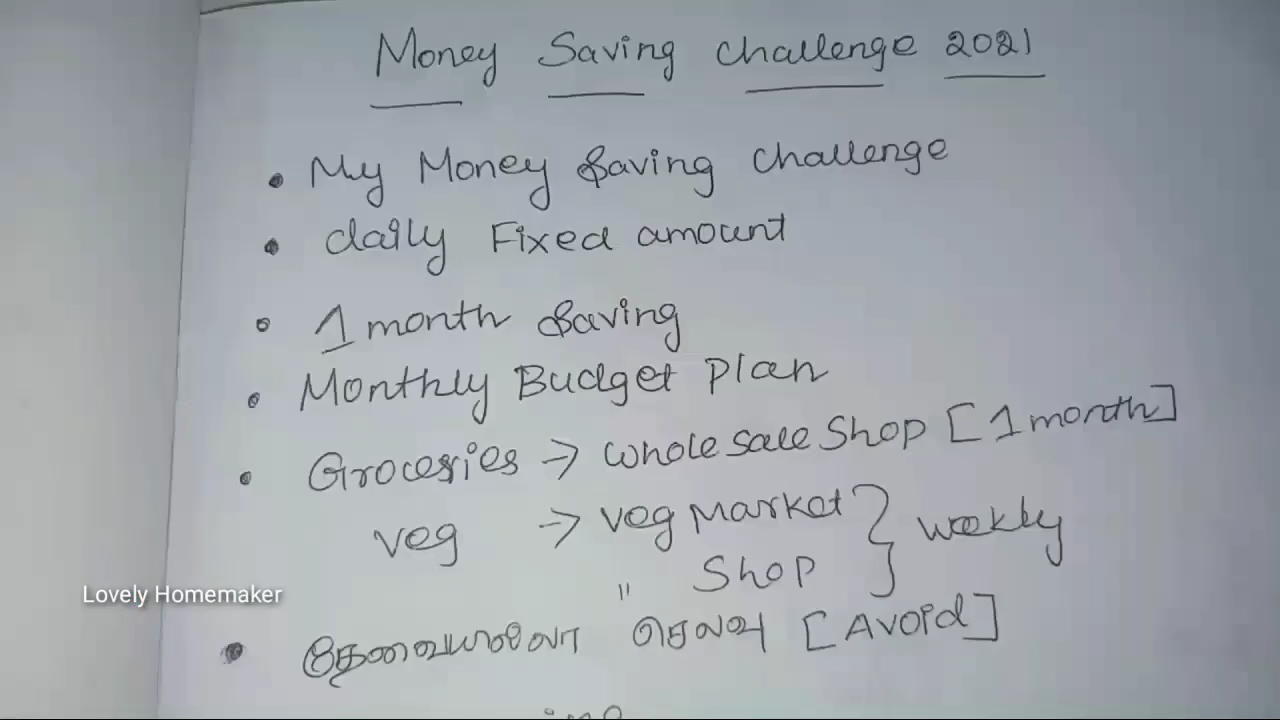 Money Saving challenge 2021
• My Money Saving challenge
• daily Fixed amount
• 1 month Saving
• Monthly Budget Plan
• Groceries → whole sale Shop [1 month]
veg → veg Market } weekly
" Shop
Lovely Homemaker
• தேவையில்லா செலவு [Avoid]